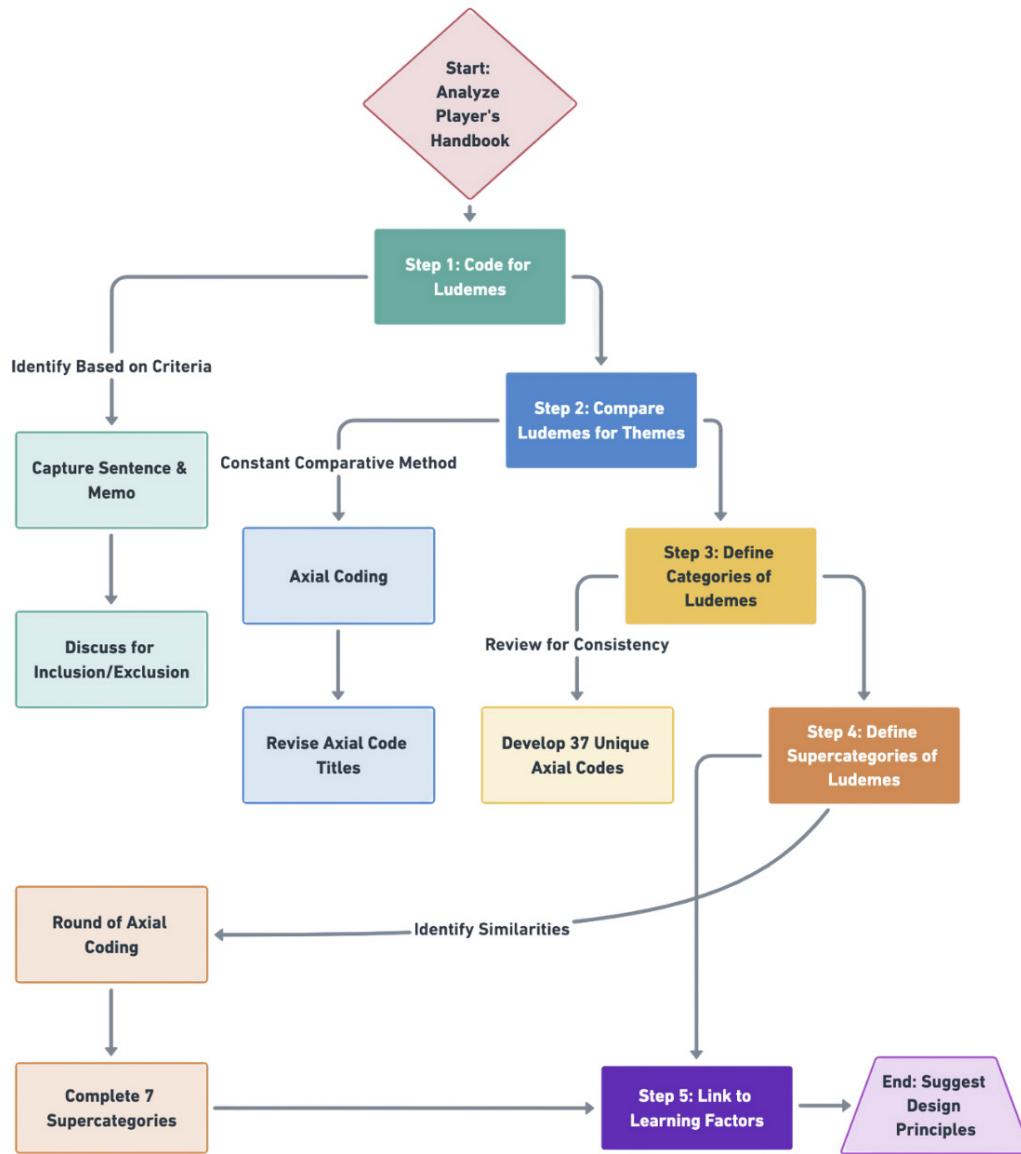 Start:
Analyze
Player's
Handbook
Step 1: Code for
Ludemes
Identify Based on Criteria
Step 2: Compare
Ludemes for Themes
Capture Sentence &
Memo
Constant Comparative Method
Axial Coding
Step 3: Define
Categories of
Ludemes
Discuss for
Inclusion/Exclusion
Review for Consistency
Revise Axial Code
Titles
Develop 37 Unique
Axial Codes
Step 4: Define
Supercategories of
Ludemes
Round of Axial
Coding
Identify Similarities
Complete 7
Supercategories
Step 5: Link to
Learning Factors
End: Suggest
Design
Principles